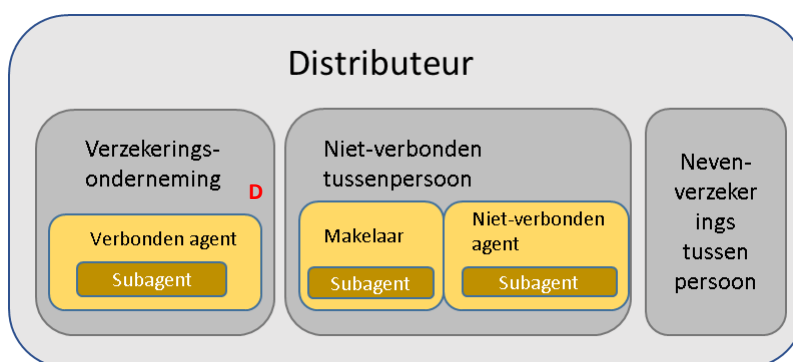 Distributeur
Verzekerings-
onderneming
D
Verbonden agent
Subagent
Niet-verbonden
tussenpersoon
Makelaar
Subagent
Niet-verbonden
agent
Subagent
Neven-
verzeker
ings
tussen
persoon